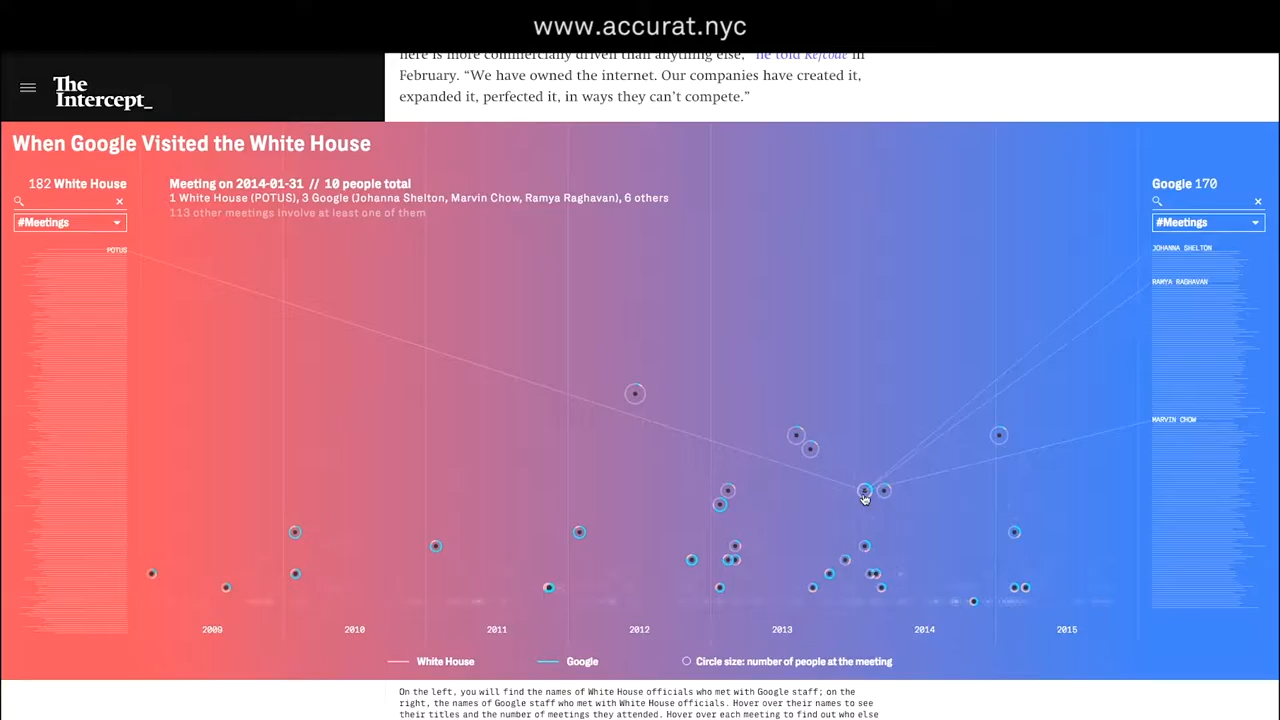 www.accurat.nyc
here is more commercially driven than anything else," he told Re/code in
February. “We have owned the internet. Our companies have created it,
expanded it, perfected it, in ways they can’t compete.”
The
Intercept_
When Google Visited the White House
182 White House
#Meetings
Meeting on 2014-01-31 // 10 people total
1 White House (POTUS), 3 Google (Johanna Shelton, Marvin Chow, Ramya Raghavan), 6 others
113 other meetings involve at least one of them
Google 170
#Meetings
POTUS
JOHANNA SHELTON
RAMYA RAGHAVAN
MARVIN CHOW
2009 2010 2011 2012 2013 2014 2015
White House Google Circle size: number of people at the meeting
On the left, you will find the names of White House officials who met with Google staff; on the
right, the names of Google staff who met with White House officials. Hover over their names to see
their titles and the number of meetings they attended. Hover over each meeting to find out who else